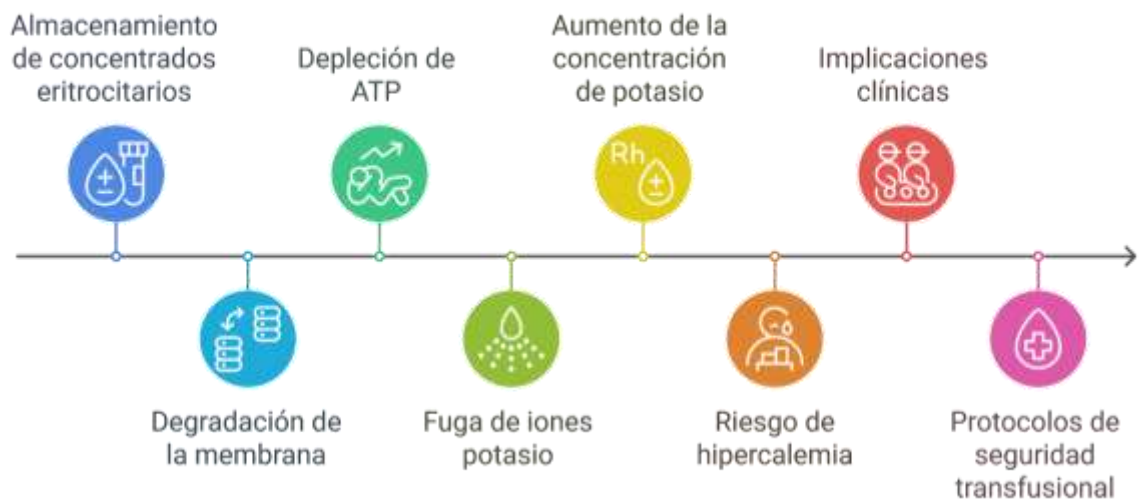 Almacenamiento
de concentrados
eritrocitarios
Degradación de
la membrana
Depleción de
ATP
Fuga de iones
potasio
Aumento de la
concentración
de potasio
Rh
Riesgo de
hipercalemia
Implicaciones
clínicas
Protocolos de
seguridad
transfusional